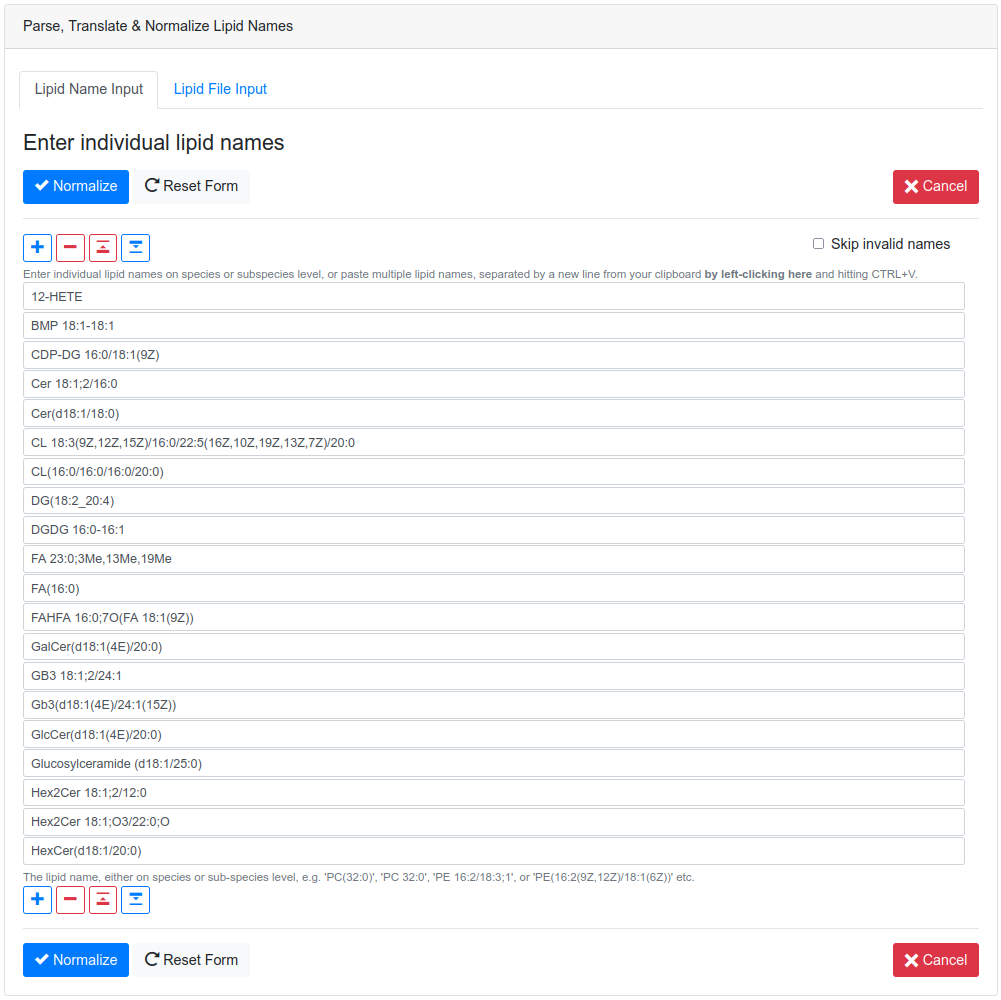 Parse, Translate & Normalize Lipid Names
Lipid Name Input Lipid File Input
Enter individual lipid names
Normalize Reset Form Cancel
Skip invalid names
Enter individual lipid names on species or subspecies level, or paste multiple lipid names, separated by a new line from your clipboard by left-clicking here and hitting CTRL+V.
12-HETE
BMP 18:1-18:1
CDP-DG 16:0/18:1(9Z)
Cer 18:1;2/16:0
Cer(d18:1/18:0)
CL 18:3(9Z,12Z,15Z)/16:0/22:5(16Z,10Z,19Z,13Z,7Z)/20:0
CL(16:0/16:0/16:0/20:0)
DG(18:2_20:4)
DGDG 16:0-16:1
FA 23:0;3Me,13Me,19Me
FA(16:0)
FAHFA 16:0;7O(FA 18:1(9Z))
GalCer(d18:1(4E)/20:0)
GB3 18:1;2/24:1
Gb3(d18:1(4E)/24:1(15Z))
GlcCer(d18:1(4E)/20:0)
Glucosylceramide (d18:1/25:0)
Hex2Cer 18:1;2/12:0
Hex2Cer 18:1;O3/22:0;O
HexCer(d18:1/20:0)
The lipid name, either on species or sub-species level, e.g. 'PC(32:0)', 'PC 32:0', 'PE 16:2/18:3;1', or 'PE(16:2(9Z,12Z)/18:1(6Z))' etc.
Normalize Reset Form Cancel